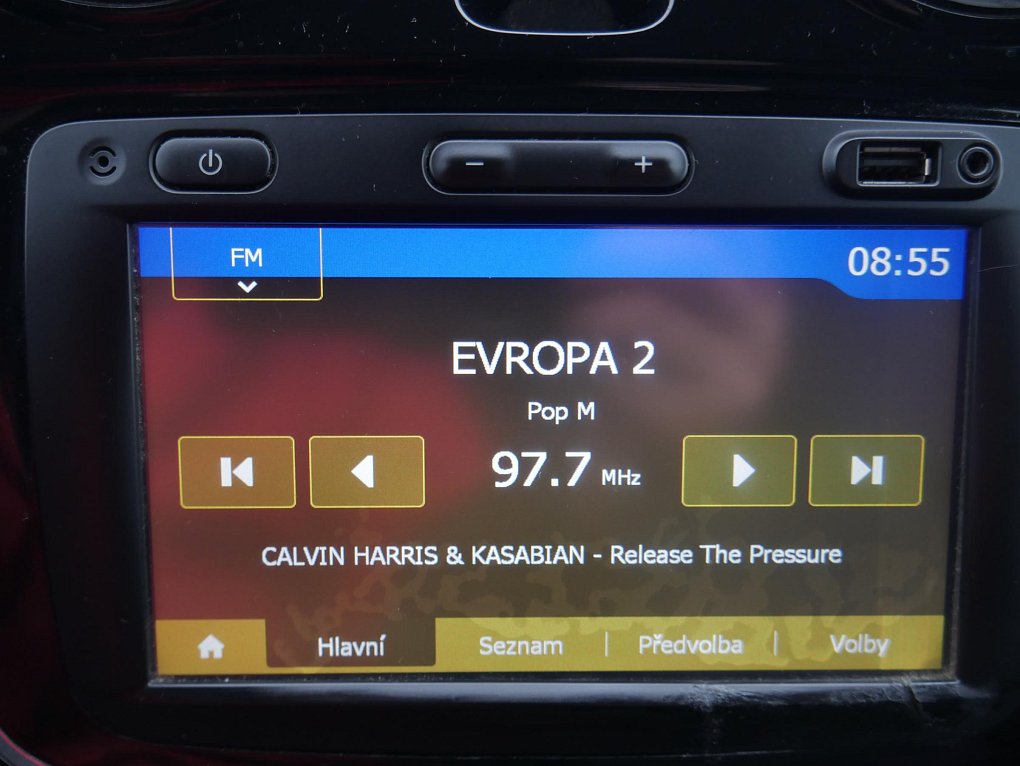 − +
FM
08:55
EVROPA 2
Pop M
97.7 MHz
CALVIN HARRIS & KASABIAN - Release The Pressure
Hlavní Seznam | Předvolba | Volby